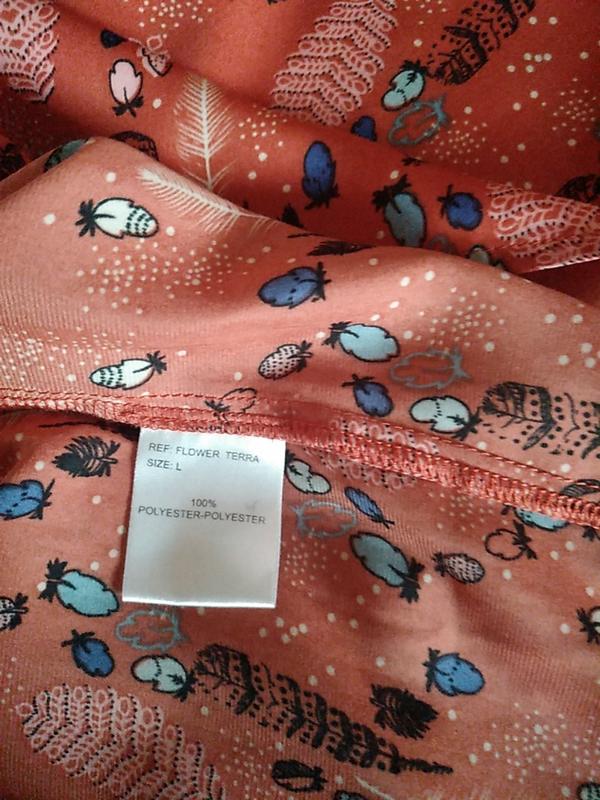 REF: FLOWER TERRA
SIZE: L
100%
POLYESTER-POLYESTER